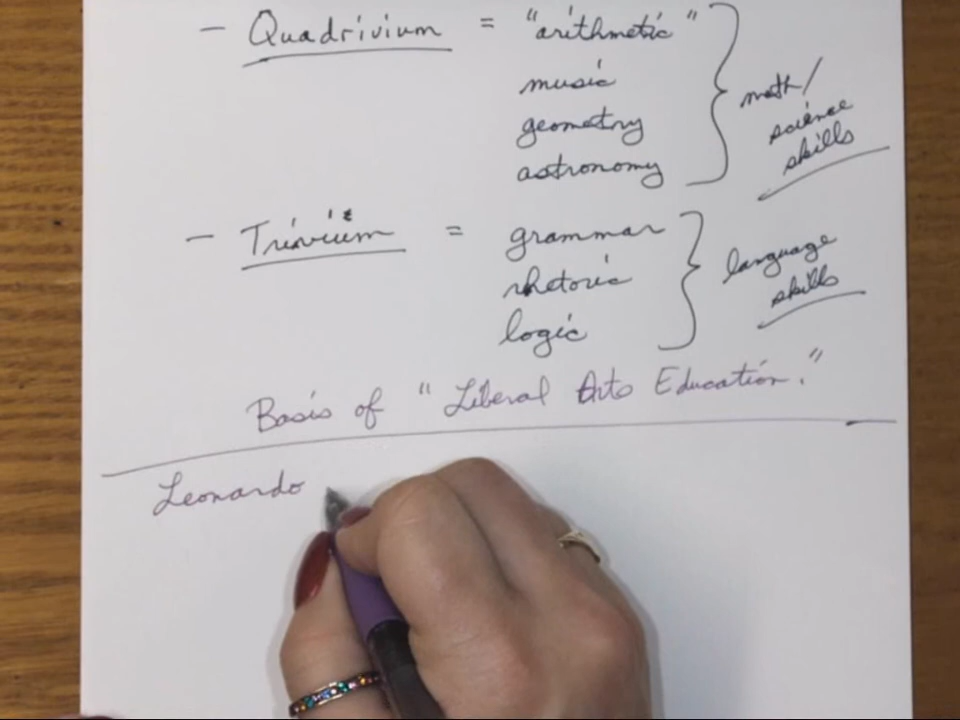 - Quadrivium = "arithmetic"
music
geometry
astronomy
math/
science
skills
- Trivium = grammar
rhetoric
logic
language
skills
Basis of "Liberal Arts Education."
Leonardo